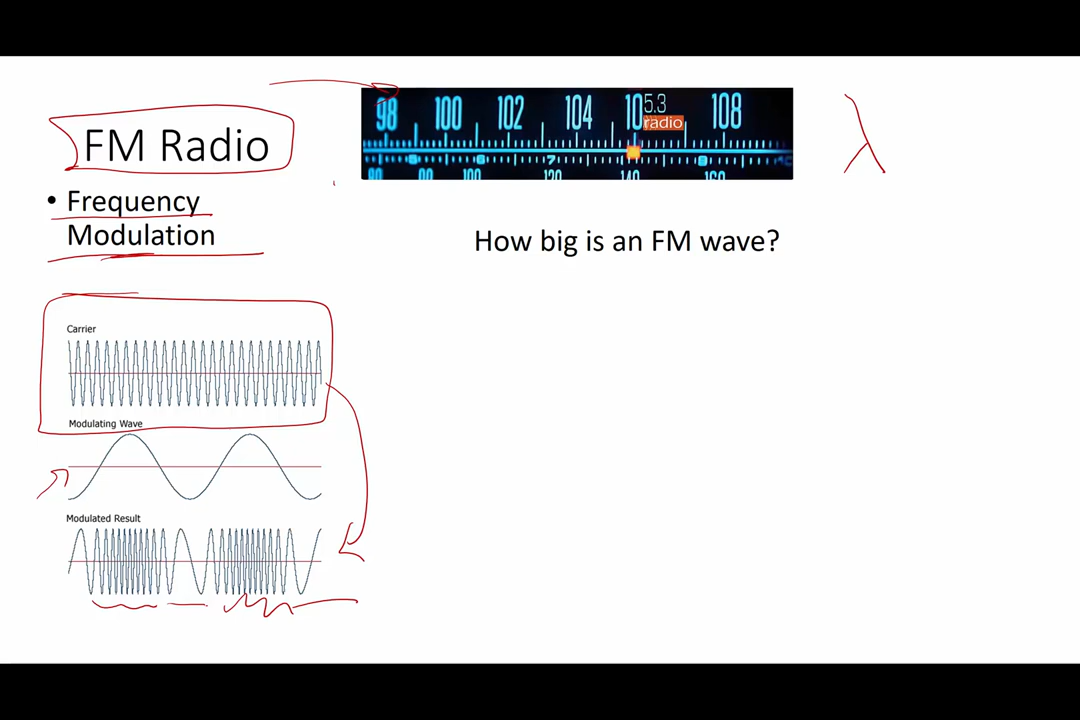 98 100 102 104 105.3 108
radio
FM Radio
• Frequency
Modulation
How big is an FM wave?
λ
Carrier
Modulating Wave
Modulated Result